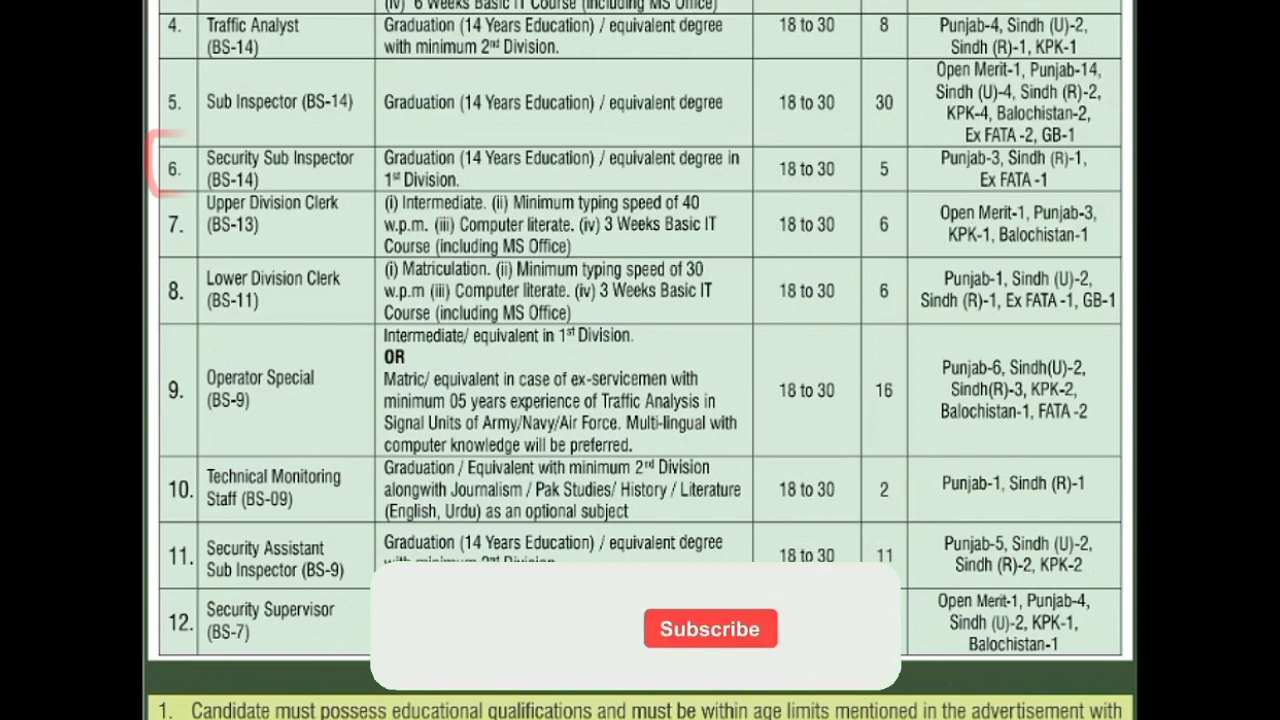 (iv) 6 Weeks Basic IT Course (including MS Office)
4. Traffic Analyst (BS-14) Graduation (14 Years Education) / equivalent degree with minimum 2nd Division. 18 to 30 8 Punjab-4, Sindh (U)-2, Sindh (R)-1, KPK-1
5. Sub Inspector (BS-14) Graduation (14 Years Education) / equivalent degree 18 to 30 30 Open Merit-1, Punjab-14, Sindh (U)-4, Sindh (R)-2, KPK-4, Balochistan-2, Ex FATA -2, GB-1
6. Security Sub Inspector (BS-14) Graduation (14 Years Education) / equivalent degree in 1st Division. 18 to 30 5 Punjab-3, Sindh (R)-1, Ex FATA -1
7. Upper Division Clerk (BS-13) (i) Intermediate. (ii) Minimum typing speed of 40 w.p.m. (iii) Computer literate. (iv) 3 Weeks Basic IT Course (including MS Office) 18 to 30 6 Open Merit-1, Punjab-3, KPK-1, Balochistan-1
8. Lower Division Clerk (BS-11) (i) Matriculation. (ii) Minimum typing speed of 30 w.p.m (iii) Computer literate. (iv) 3 Weeks Basic IT Course (including MS Office) 18 to 30 6 Punjab-1, Sindh (U)-2, Sindh (R)-1, Ex FATA -1, GB-1
9. Operator Special (BS-9) Intermediate/ equivalent in 1st Division. OR Matric/ equivalent in case of ex-servicemen with minimum 05 years experience of Traffic Analysis in Signal Units of Army/Navy/Air Force. Multi-lingual with computer knowledge will be preferred. 18 to 30 16 Punjab-6, Sindh(U)-2, Sindh(R)-3, KPK-2, Balochistan-1, FATA -2
10. Technical Monitoring Staff (BS-09) Graduation / Equivalent with minimum 2nd Division alongwith Journalism / Pak Studies/ History / Literature (English, Urdu) as an optional subject 18 to 30 2 Punjab-1, Sindh (R)-1
11. Security Assistant Sub Inspector (BS-9) Graduation (14 Years Education) / equivalent degree with minimum 2nd Division. 18 to 30 11 Punjab-5, Sindh (U)-2, Sindh (R)-2, KPK-2
12. Security Supervisor (BS-7) Open Merit-1, Punjab-4, Sindh (U)-2, KPK-1, Balochistan-1
Subscribe
1. Candidate must possess educational qualifications and must be within age limits mentioned in the advertisement with